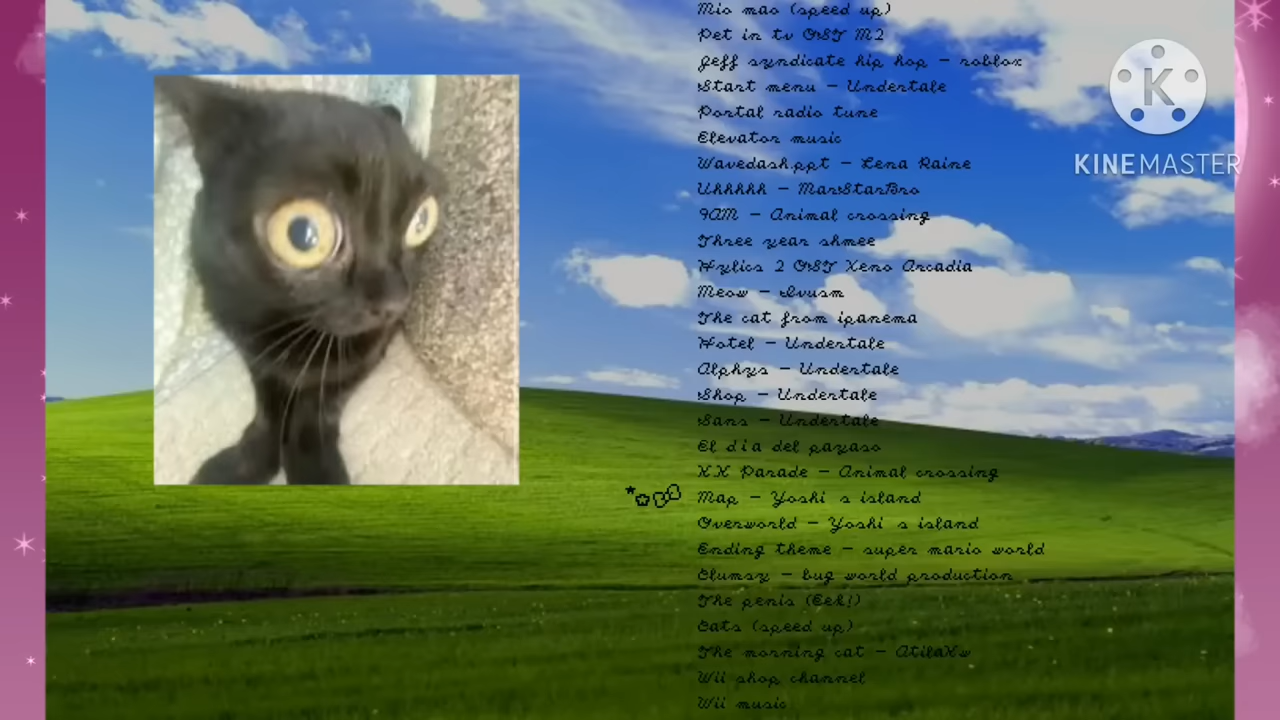 Mio mao (speed up)
Pet in tv OST M2
Jeff syndicate hip hop - roblox
Start menu - Undertale
Portal radio tune
Elevator music
Wavedash.ppt - Lena Raine
Uhhhhh - MarStarBro
9AM - Animal crossing
Three year shmee
Hylics 2 OST Xeno Arcadia
Meow - Ivusm
The cat from ipanema
Hotel - Undertale
Alphys - Undertale
Shop - Undertale
Sans - Undertale
El dia del payaso
KK Parade - Animal crossing
Map - Yoshi s island
Overworld - Yoshi s island
Ending theme - super mario world
Clumsy - bug world production
The penis (Eek!)
Cats (speed up)
The morning cat - AtilaKw
Wii shop channel
Wii music
K
KINEMASTER